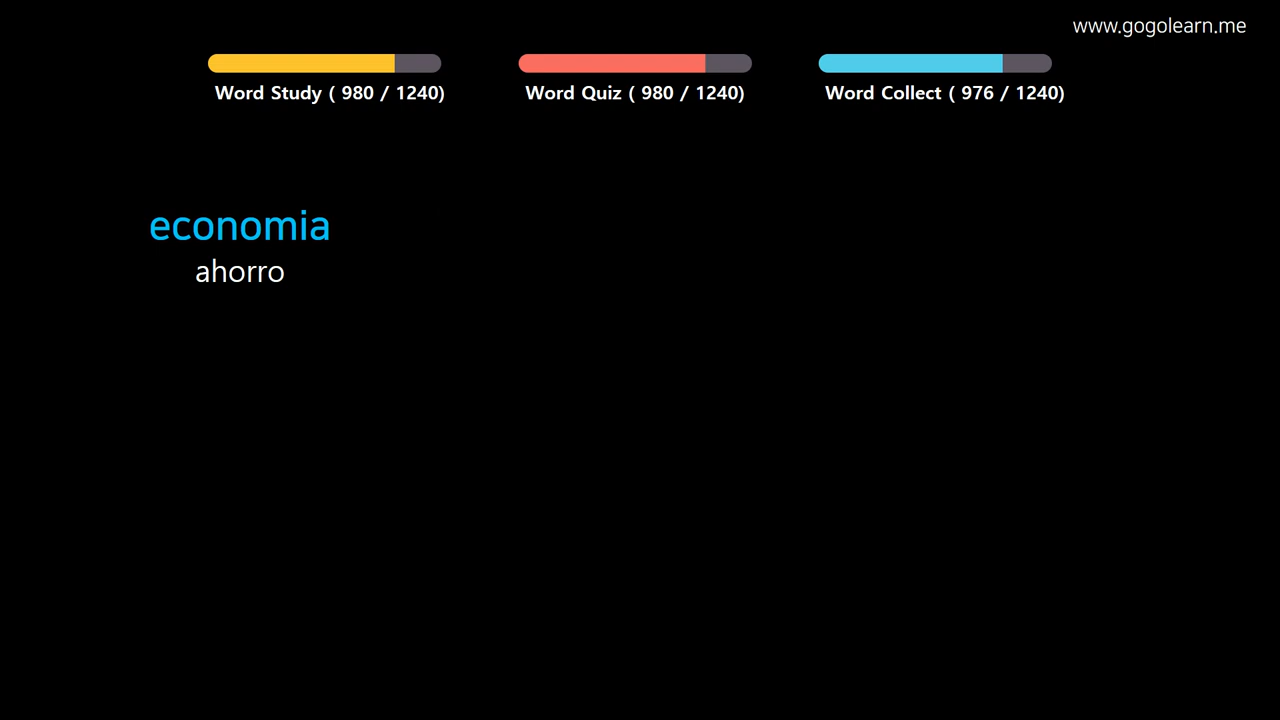 www.gogolearn.me
Word Study ( 980 / 1240)
Word Quiz ( 980 / 1240)
Word Collect ( 976 / 1240)
economia
ahorro